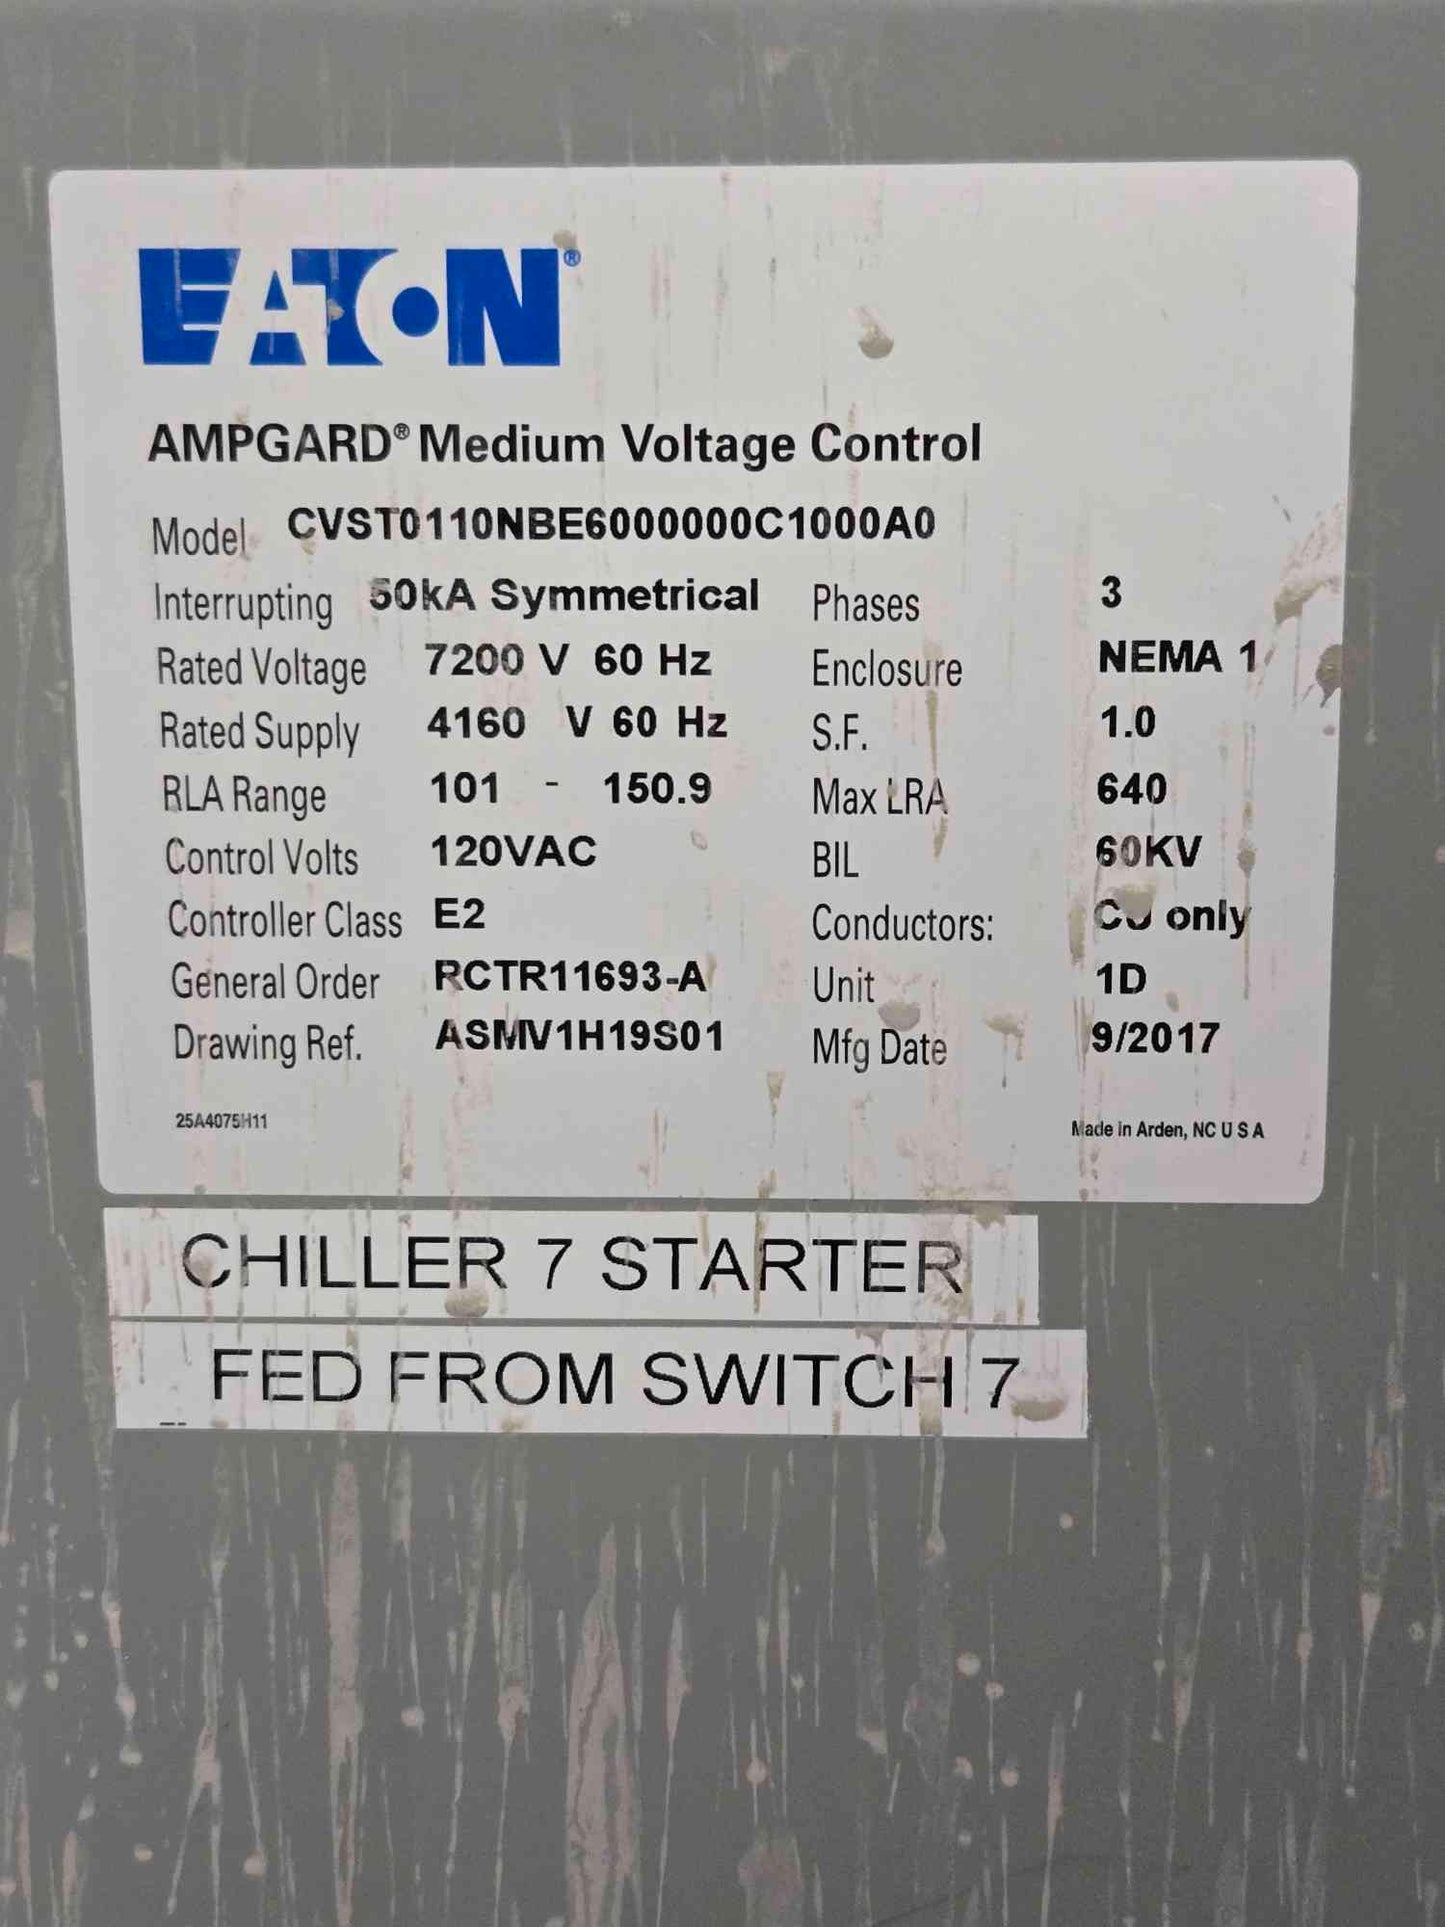 EATON®
AMPGARD® Medium Voltage Control
Model CVST0110NBE6000000C1000A0
Interrupting 50kA Symmetrical Phases 3
Rated Voltage 7200 V 60 Hz Enclosure NEMA 1
Rated Supply 4160 V 60 Hz S.F. 1.0
RLA Range 101 - 150.9 Max LRA 640
Control Volts 120VAC BIL 60KV
Controller Class E2 Conductors: CU only
General Order RCTR11693-A Unit 1D
Drawing Ref. ASMV1H19S01 Mfg Date 9/2017
25A4075H11 Made in Arden, NC U S A
CHILLER 7 STARTER
FED FROM SWITCH 7